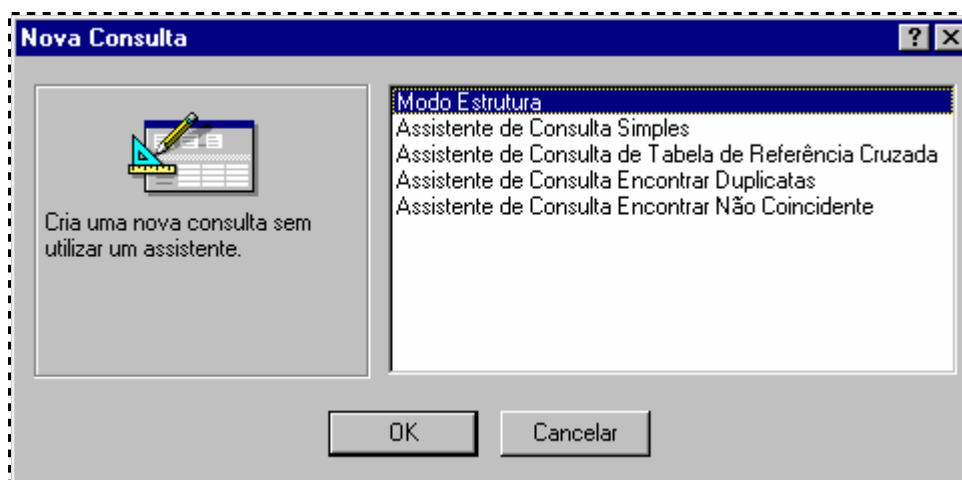 Nova Consulta
Cria uma nova consulta sem
utilizar um assistente.
Modo Estrutura
Assistente de Consulta Simples
Assistente de Consulta de Tabela de Referência Cruzada
Assistente de Consulta Encontrar Duplicatas
Assistente de Consulta Encontrar Não Coincidente
OK
Cancelar